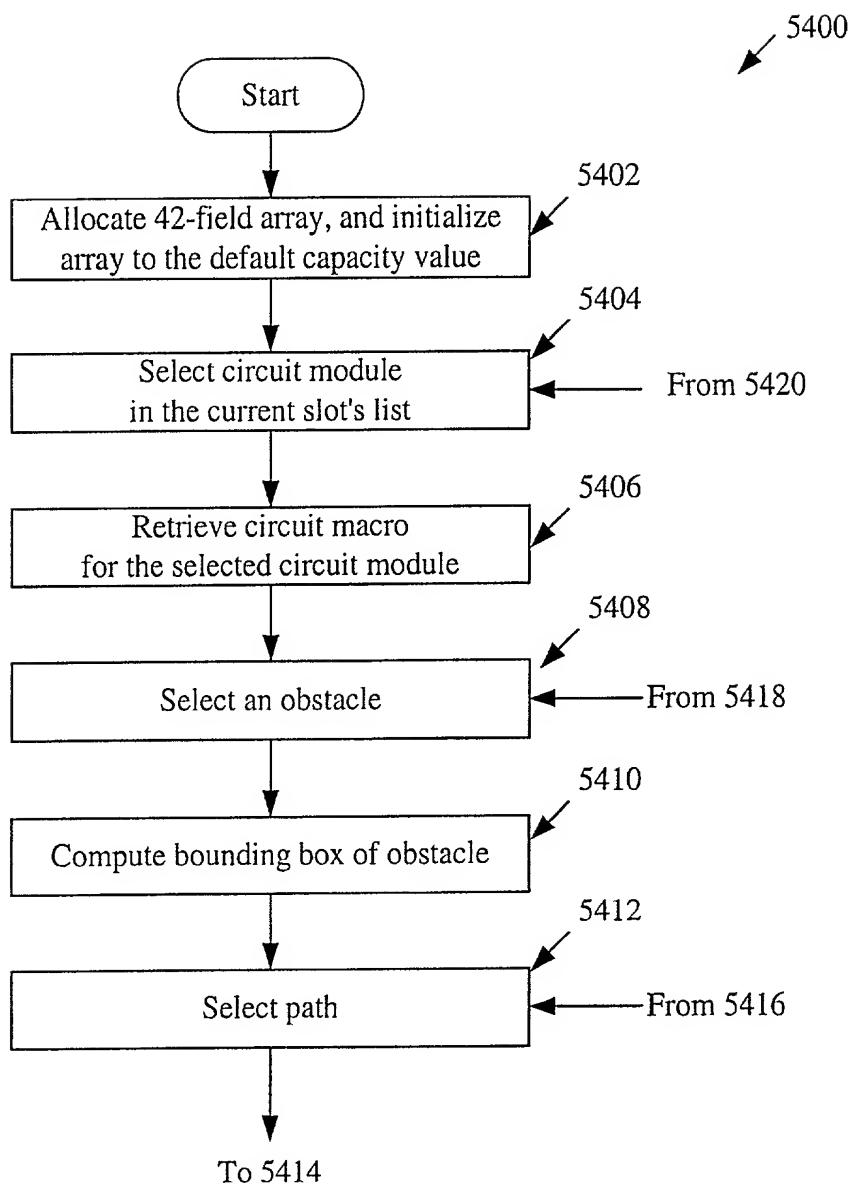 5400
Start
5402
Allocate 42-field array, and initialize
array to the default capacity value
5404
Select circuit module
in the current slot's list
From 5420
5406
Retrieve circuit macro
for the selected circuit module
5408
Select an obstacle
From 5418
5410
Compute bounding box of obstacle
5412
Select path
From 5416
To 5414